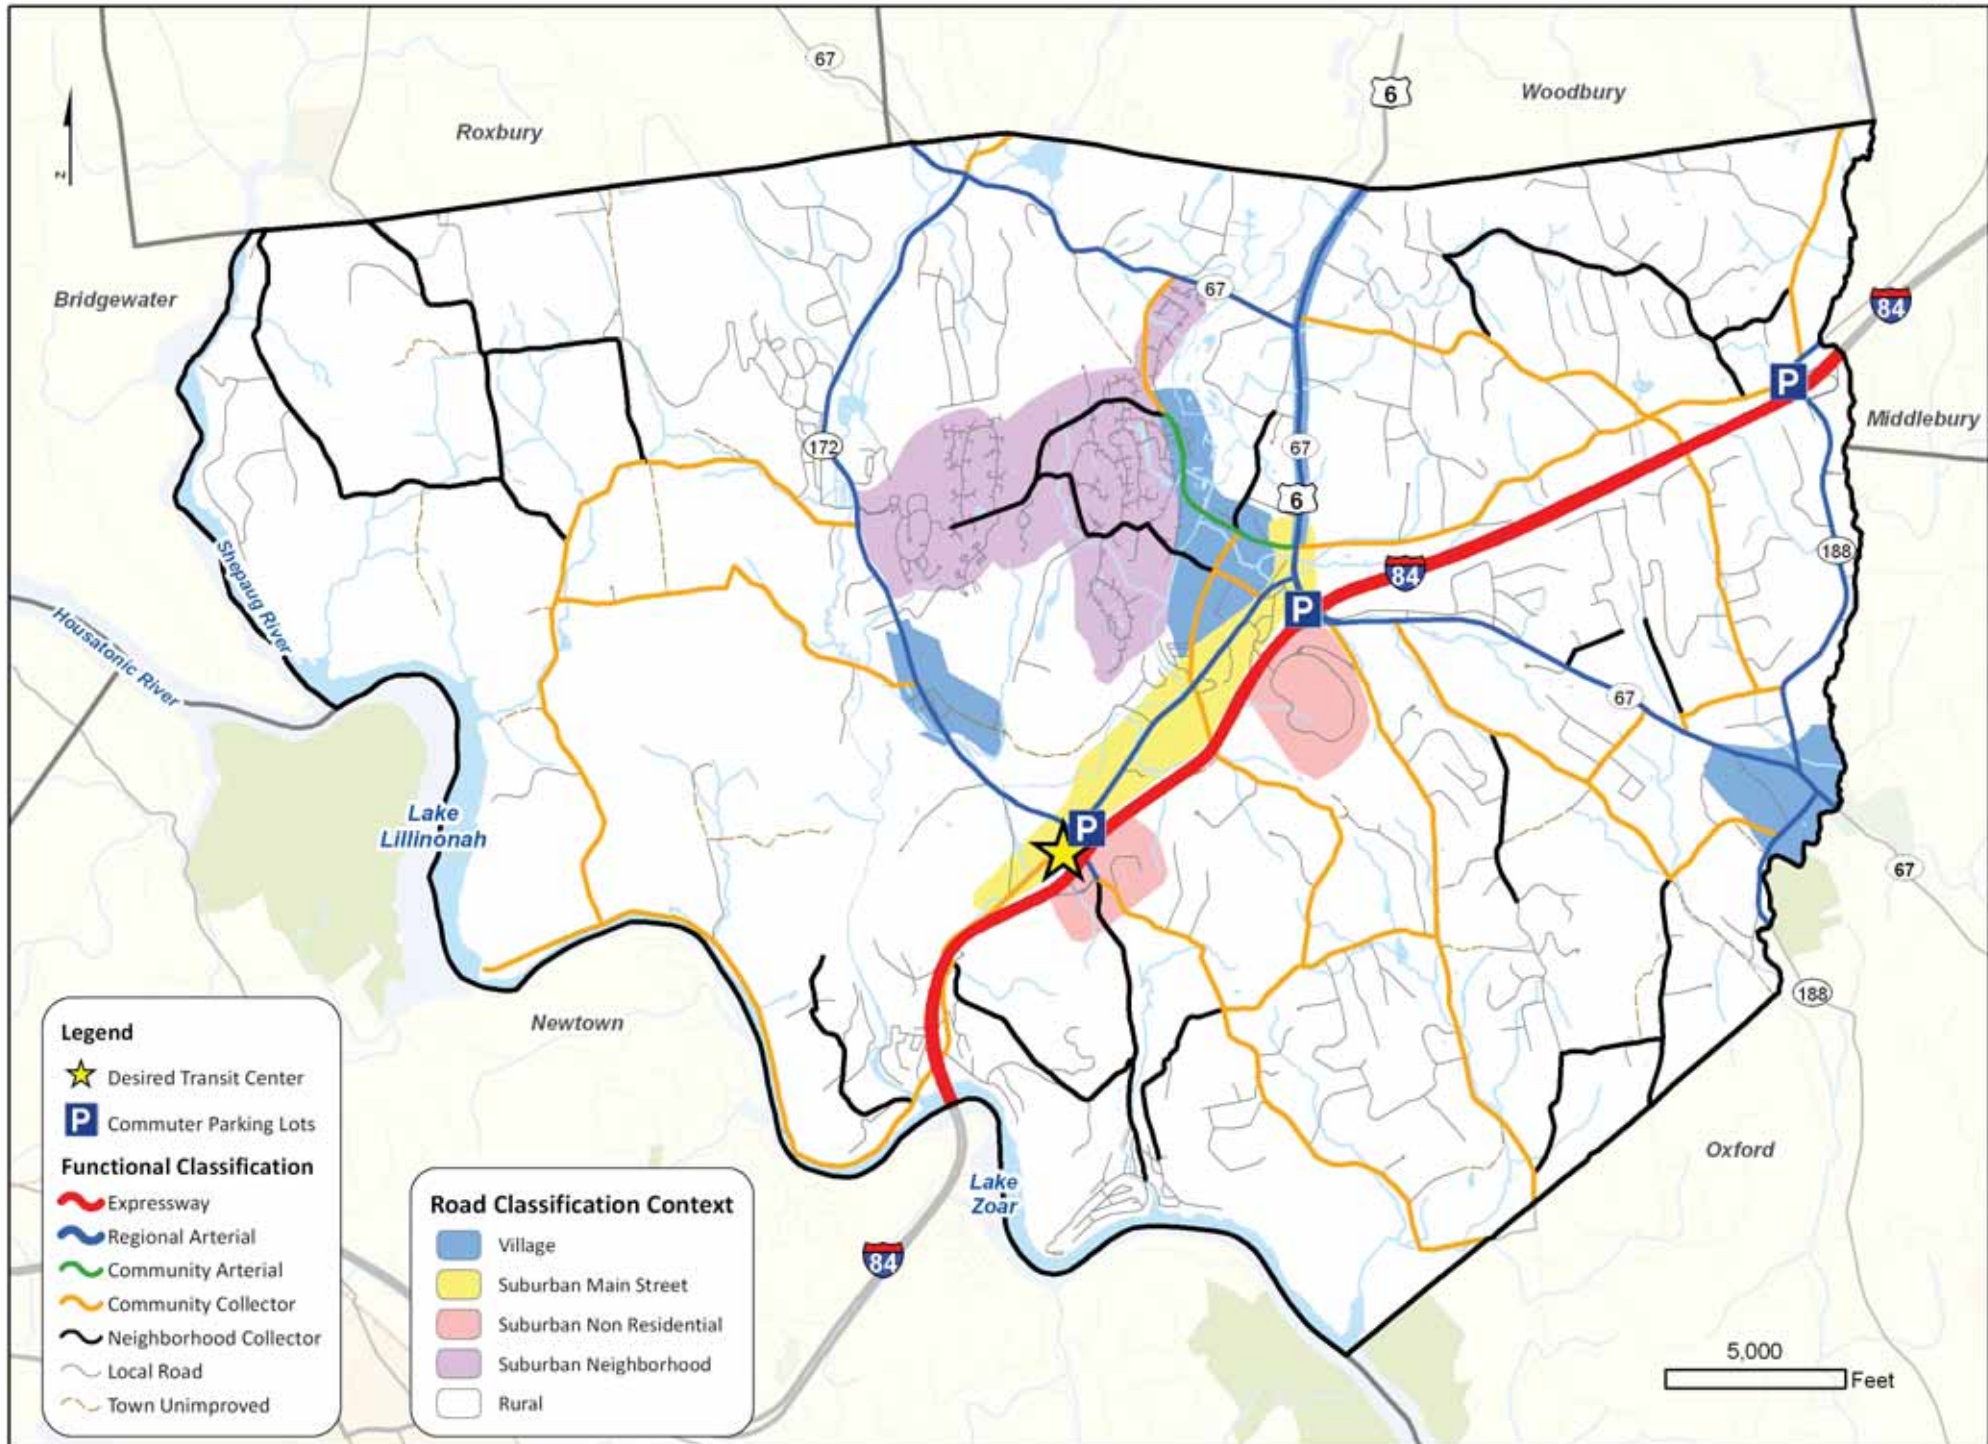 67
6
Woodbury
Roxbury
N
Bridgewater
67
84
P
Middlebury
172
67
6
84
188
Shepaug River
Housatonic River
P
67
Lake
Lillinonah
P
67
188
Newtown
Lake
Zoar
Oxford
84
Legend
Desired Transit Center
P Commuter Parking Lots
Functional Classification
Expressway
Regional Arterial
Community Arterial
Community Collector
Neighborhood Collector
Local Road
Town Unimproved
Road Classification Context
Village
Suburban Main Street
Suburban Non Residential
Suburban Neighborhood
Rural
5,000
Feet